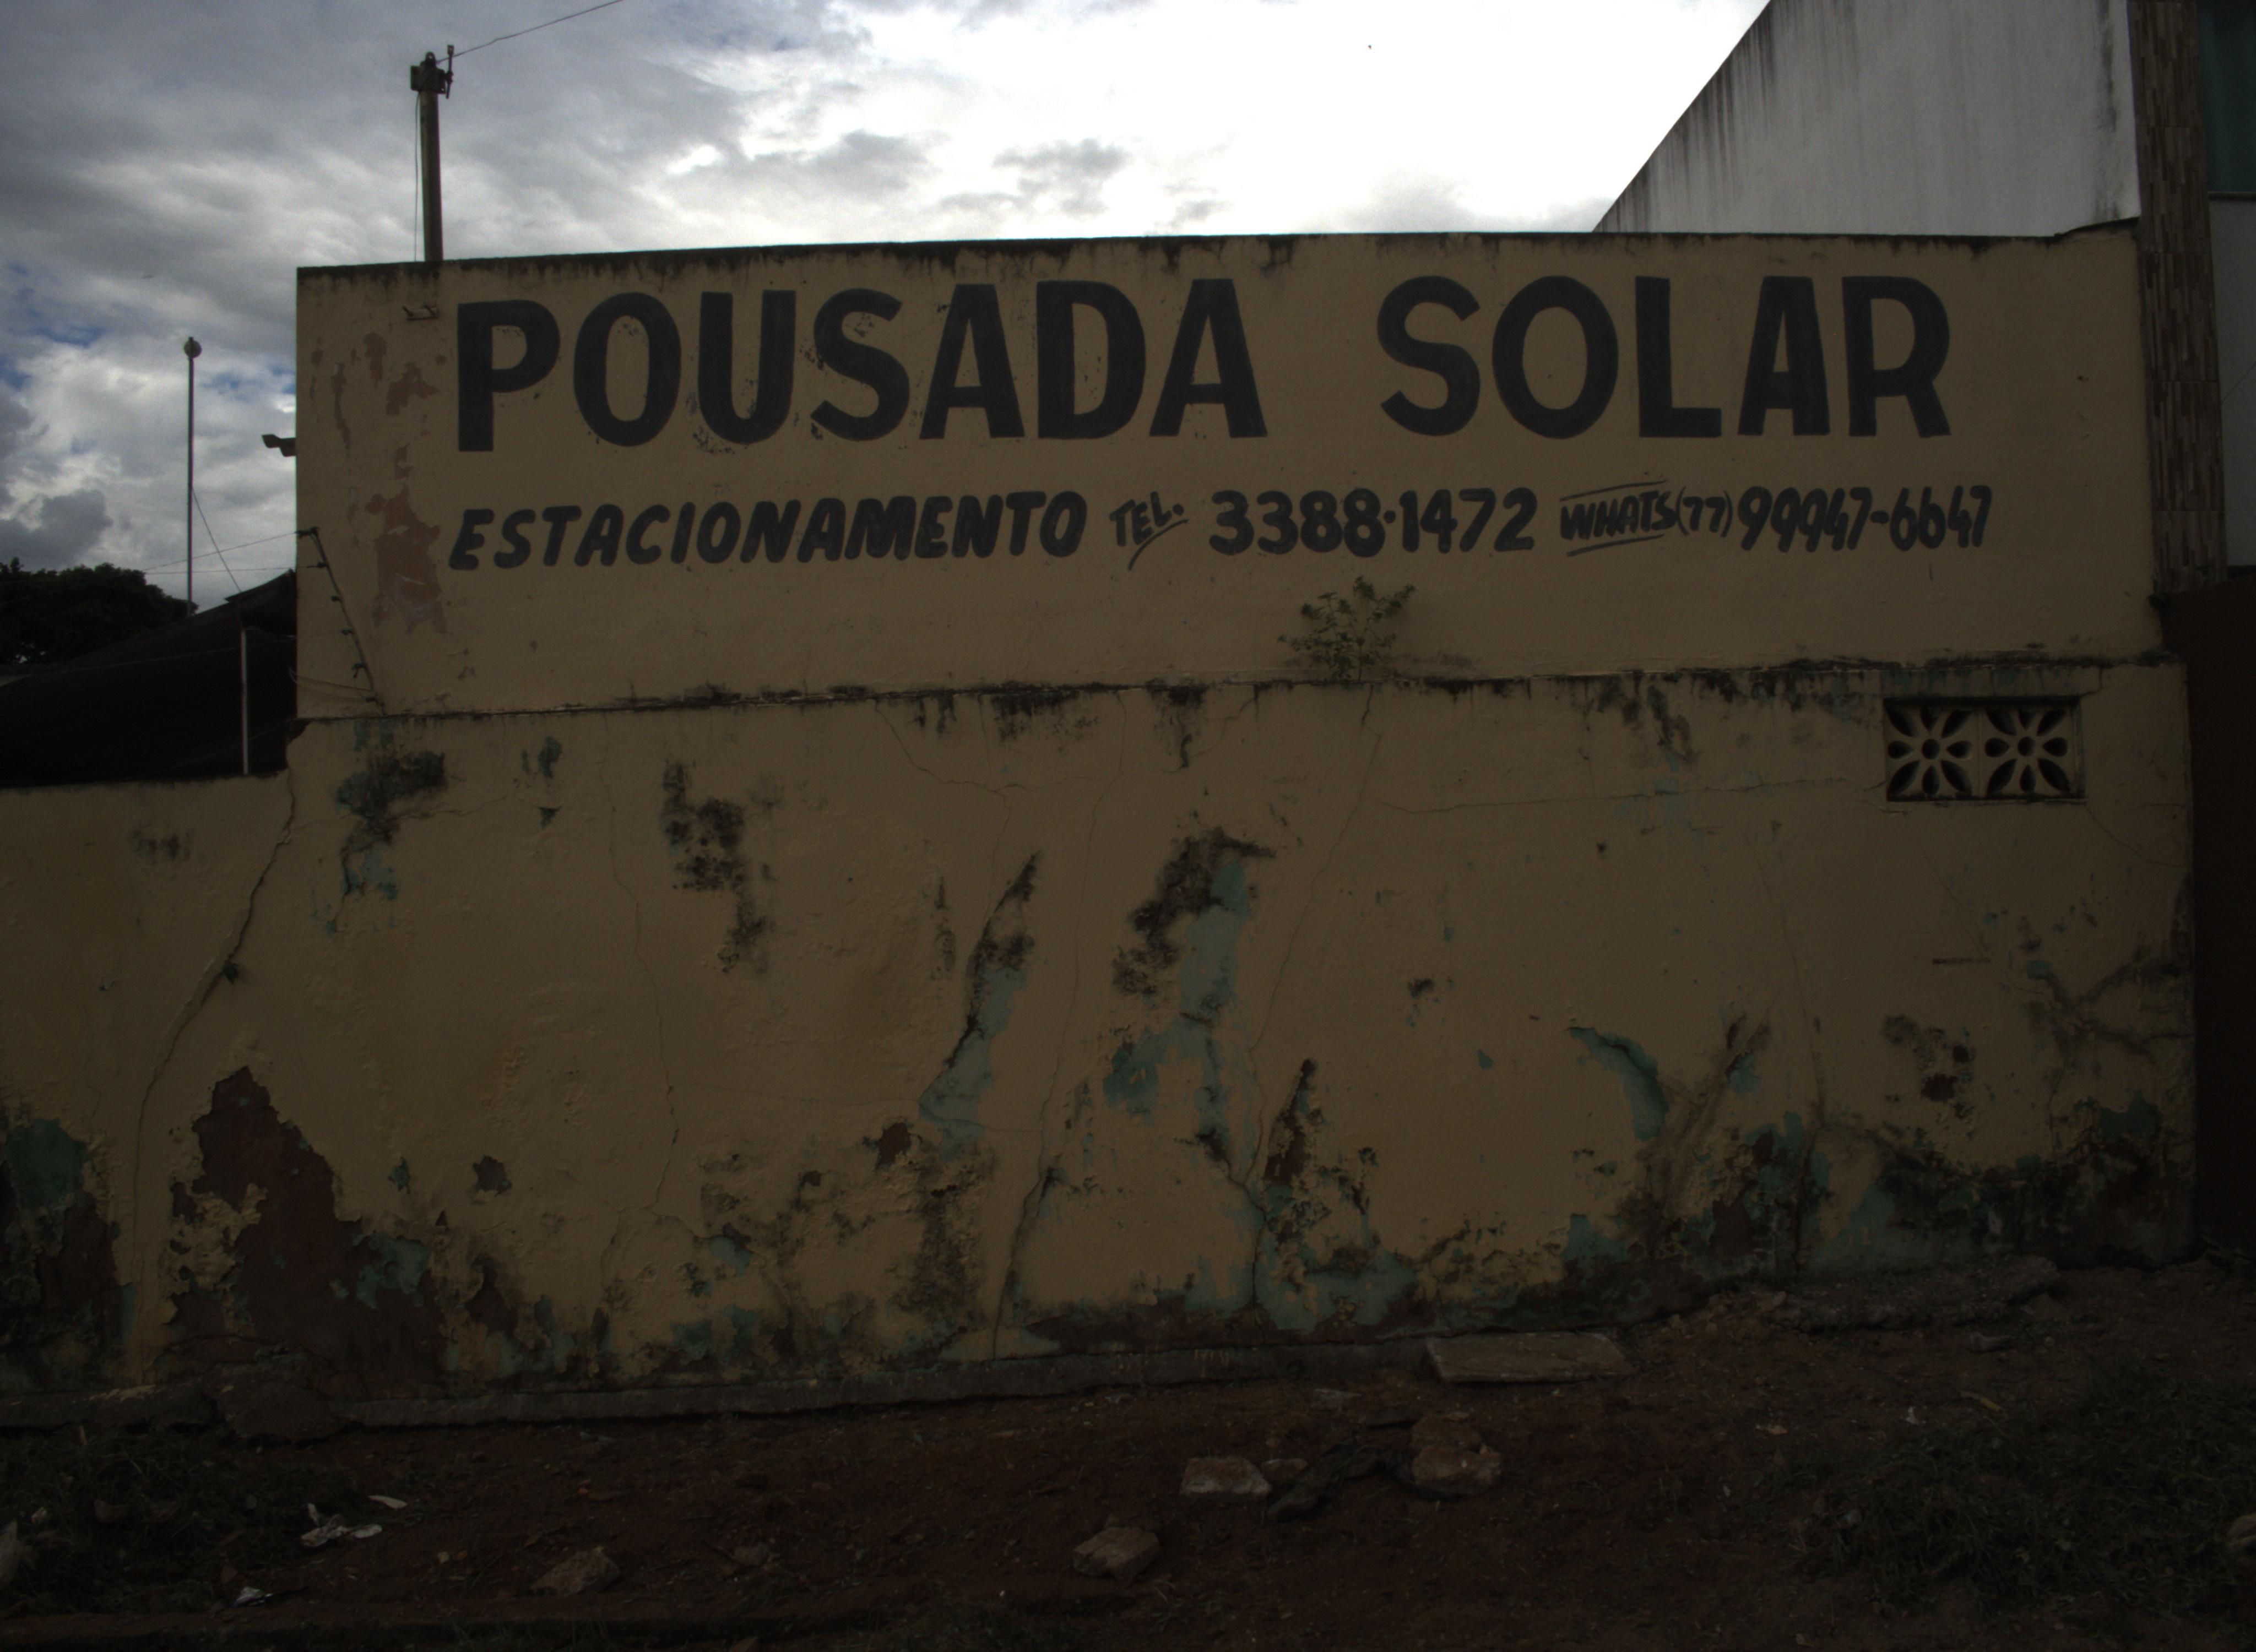 POUSADA SOLAR
ESTACIONAMENTO TEL. 3388-1472 WHATS (77) 99947-6647